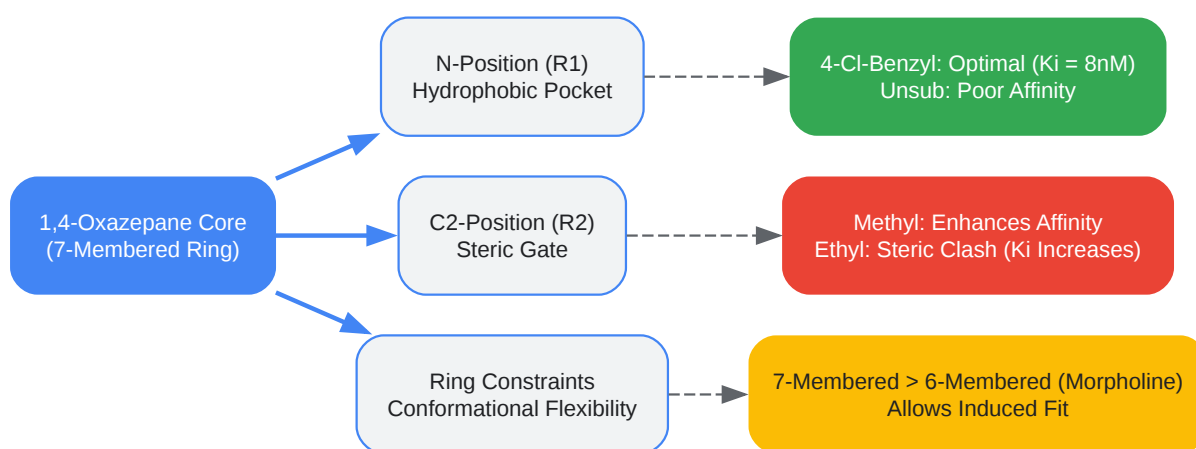 N-Position (R1)
Hydrophobic Pocket
4-Cl-Benzyl: Optimal (Ki = 8nM)
Unsub: Poor Affinity
1,4-Oxazepane Core
(7-Membered Ring)
C2-Position (R2)
Steric Gate
Methyl: Enhances Affinity
Ethyl: Steric Clash (Ki Increases)
Ring Constraints
Conformational Flexibility
7-Membered > 6-Membered (Morpholine)
Allows Induced Fit